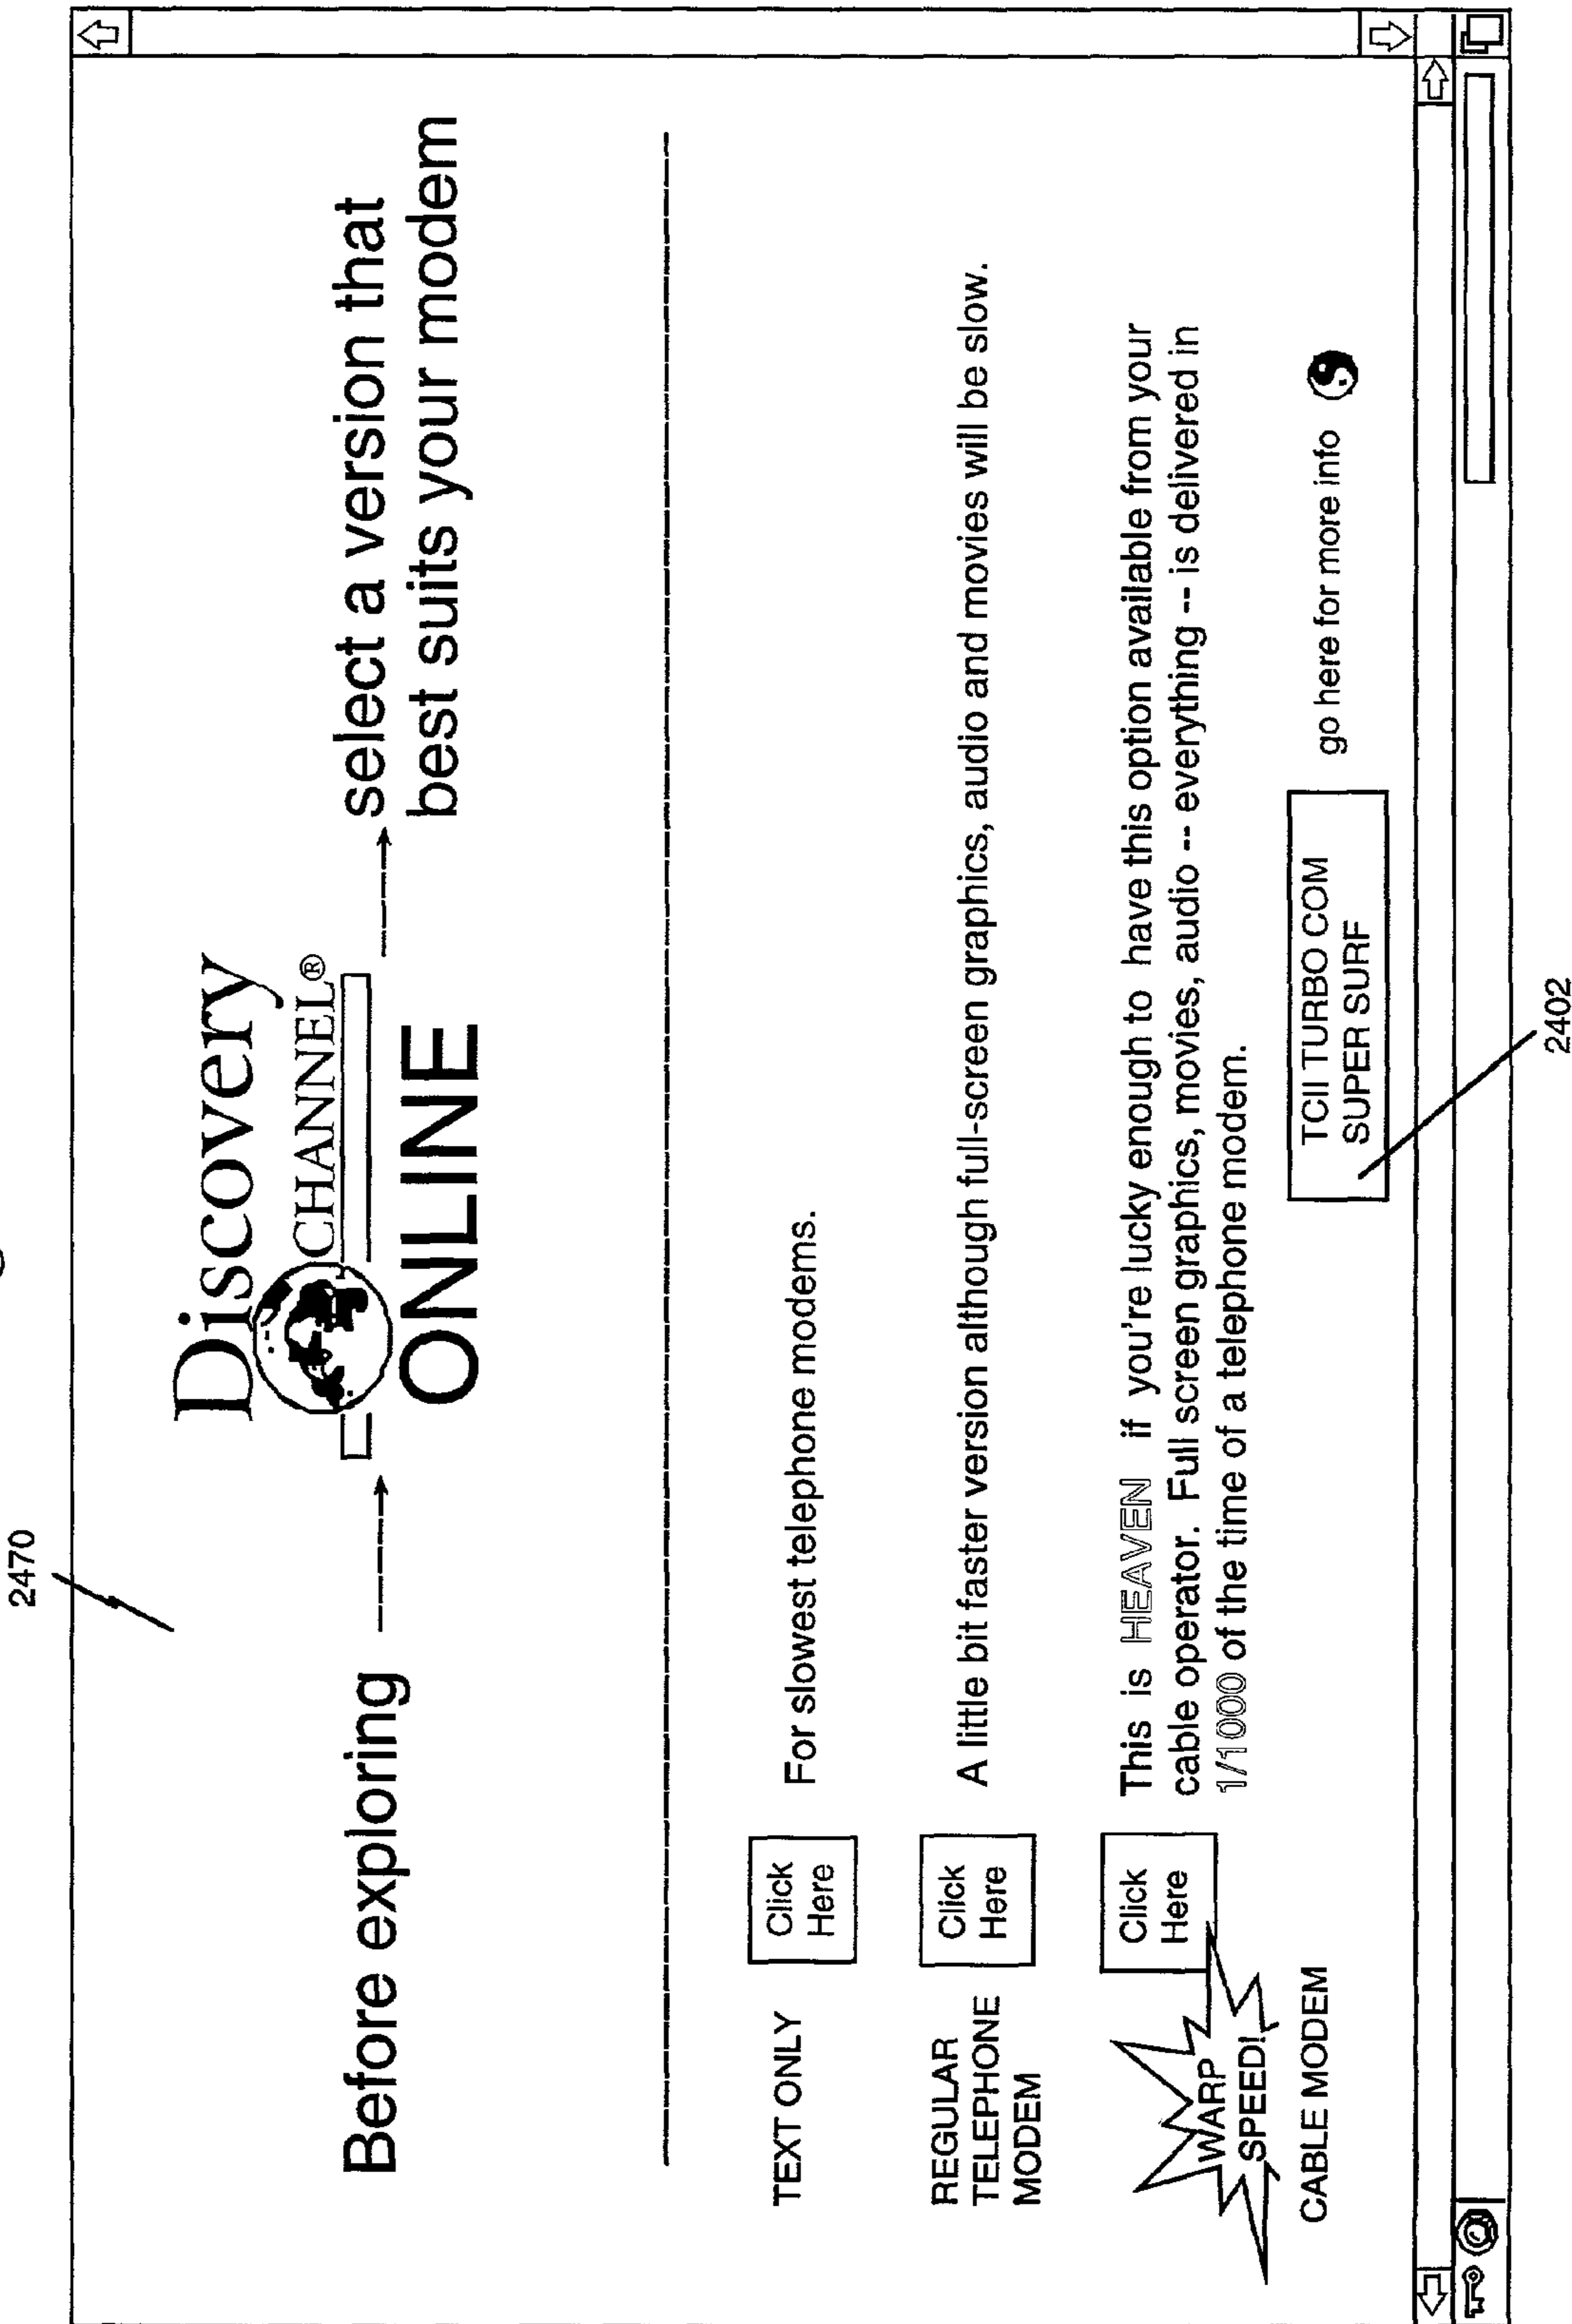 2470
Before exploring
Discovery
CHANNEL®
ONLINE
select a version that
best suits your modem
TEXT ONLY
Click
Here
For slowest telephone modems.
REGULAR
TELEPHONE
MODEM
Click
Here
A little bit faster version although full-screen graphics, audio and movies will be slow.
WARP
SPEED!
CABLE MODEM
Click
Here
This is HEAVEN if you're lucky enough to have this option available from your
cable operator. Full screen graphics, movies, audio -- everything -- is delivered in
1/1000 of the time of a telephone modem.
TCII TURBO COM
SUPER SURF
go here for more info
2402